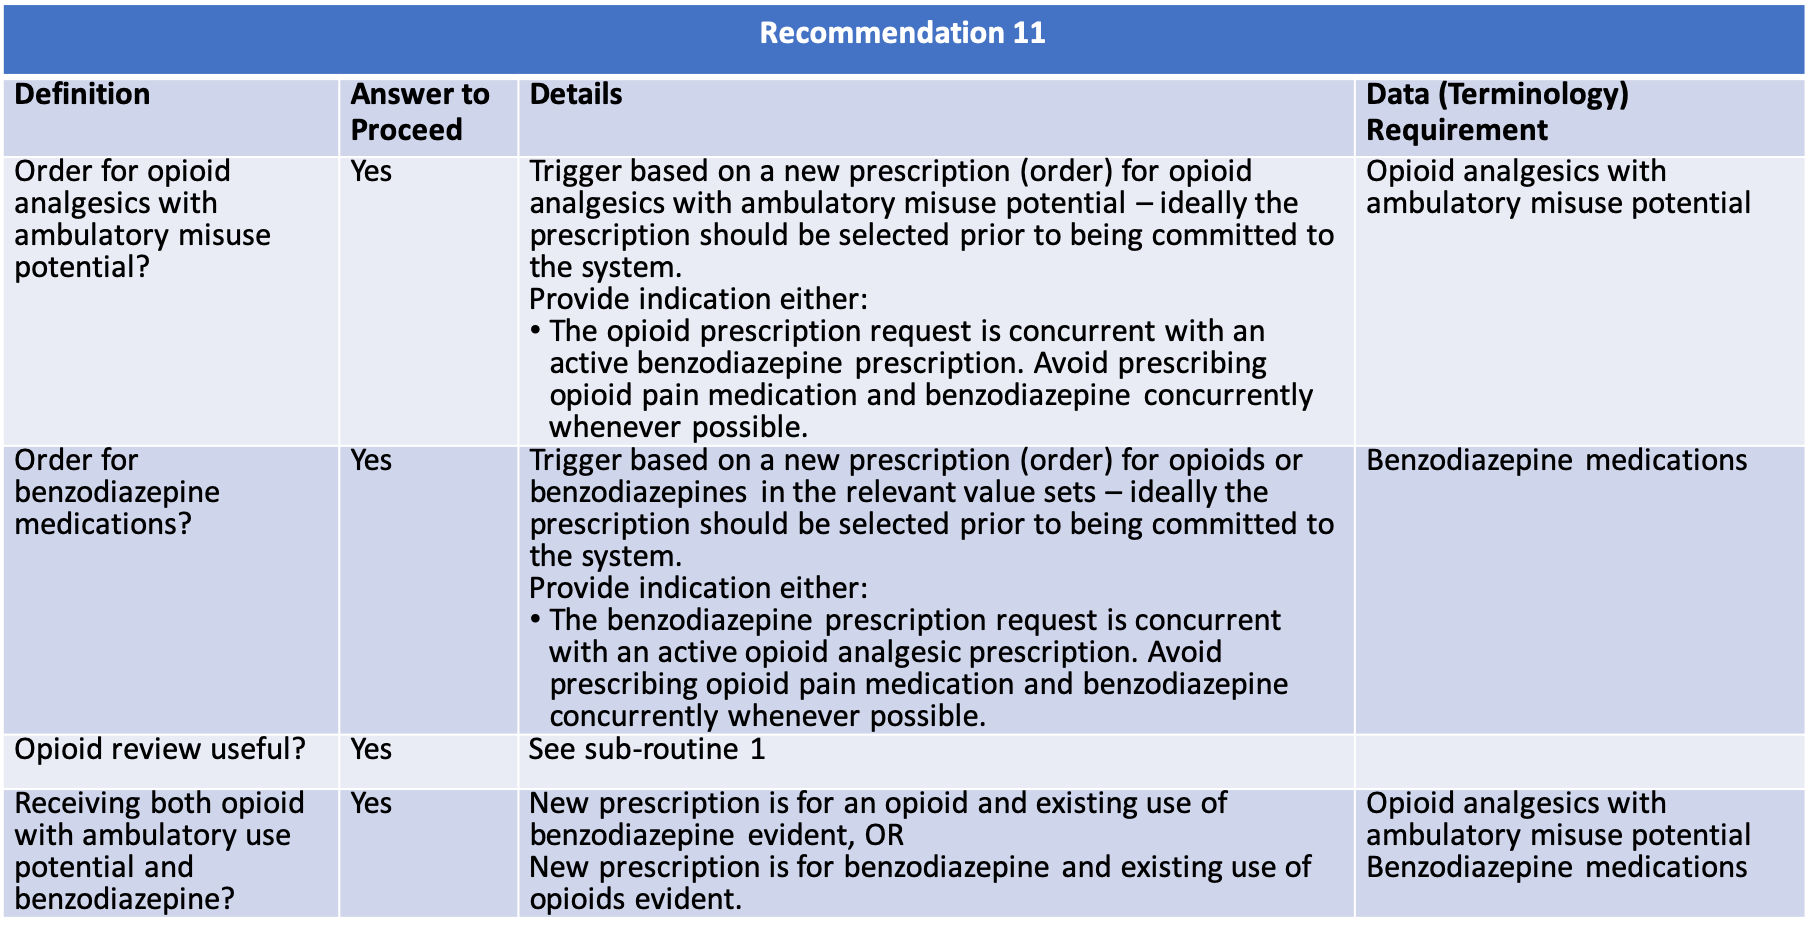 Recommendation 11
Definition
Answer to
Proceed
Details
Data (Terminology)
Requirement
Order for opioid
analgesics with
ambulatory misuse
potential?
Yes
Trigger based on a new prescription (order) for opioid
analgesics with ambulatory misuse potential – ideally the
prescription should be selected prior to being committed to
the system.
Provide indication either:
• The opioid prescription request is concurrent with an
active benzodiazepine prescription. Avoid prescribing
opioid pain medication and benzodiazepine concurrently
whenever possible.
Opioid analgesics with
ambulatory misuse potential
Order for
benzodiazepine
medications?
Yes
Trigger based on a new prescription (order) for opioids or
benzodiazepines in the relevant value sets – ideally the
prescription should be selected prior to being committed to
the system.
Provide indication either:
• The benzodiazepine prescription request is concurrent
with an active opioid analgesic prescription. Avoid
prescribing opioid pain medication and benzodiazepine
concurrently whenever possible.
Benzodiazepine medications
Opioid review useful?
Yes
See sub-routine 1
Receiving both opioid
with ambulatory use
potential and
benzodiazepine?
Yes
New prescription is for an opioid and existing use of
benzodiazepine evident, OR
New prescription is for benzodiazepine and existing use of
opioids evident.
Opioid analgesics with
ambulatory misuse potential
Benzodiazepine medications